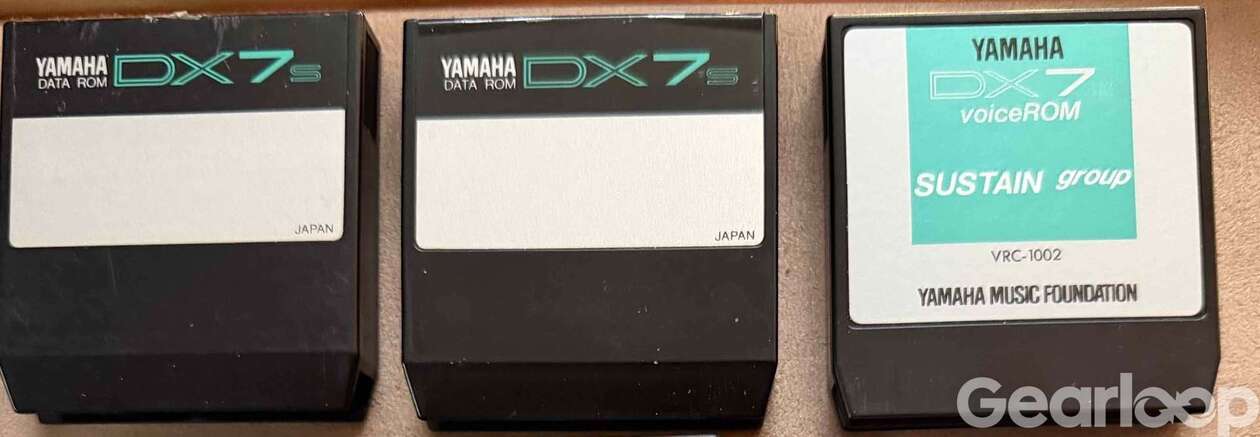 YAMAHA DX7s
DATA ROM
JAPAN
YAMAHA DX7s
DATA ROM
JAPAN
YAMAHA
DX7
voiceROM
SUSTAIN group
VRC-1002
YAMAHA MUSIC FOUNDATION
Gearloop